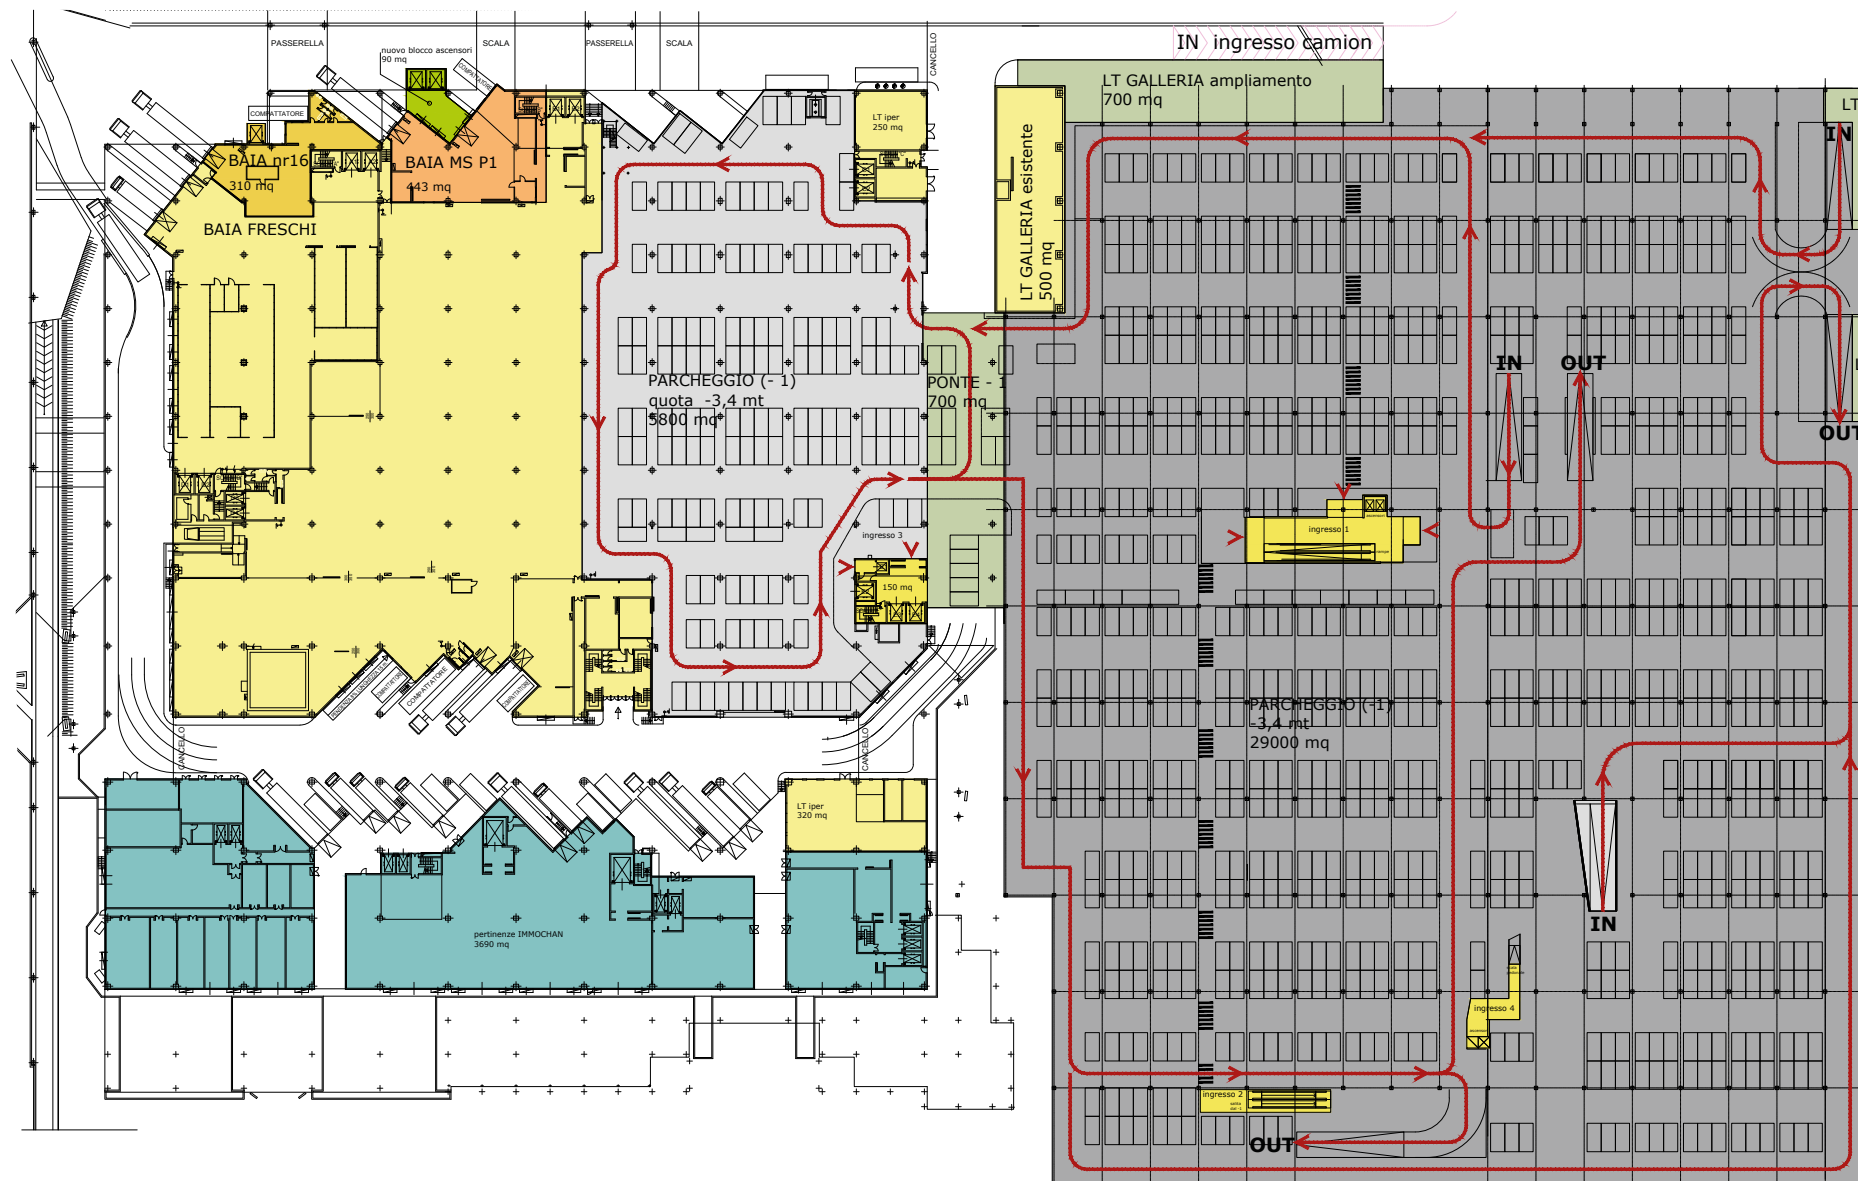 IN ingresso camion
PASSERELLA
nuovo blocco ascensori
90 mq
SCALA
PASSERELLA
SCALA
CANCELLO
COMPATTATORE
COMPATTATORE
LT GALLERIA ampliamento
700 mq
LT
IN
LT iper
250 mq
BAIA nr16
310 mq
BAIA MS P1
443 mq
BAIA FRESCHI
LT GALLERIA esistente
500 mq
PARCHEGGIO (- 1)
quota -3,4 mt
5800 mq
PONTE - 1
700 mq
IN
OUT
OUT
ingresso 3
150 mq
ingresso 1
COMPATTATORE
COMPATTATORE
CANCELLO
CANCELLO
PARCHEGGIO (-1)
-3,4 mt
29000 mq
LT iper
320 mq
IN
pertinenze IMMOCHAN
3690 mq
ingresso 4
ingresso 2
OUT